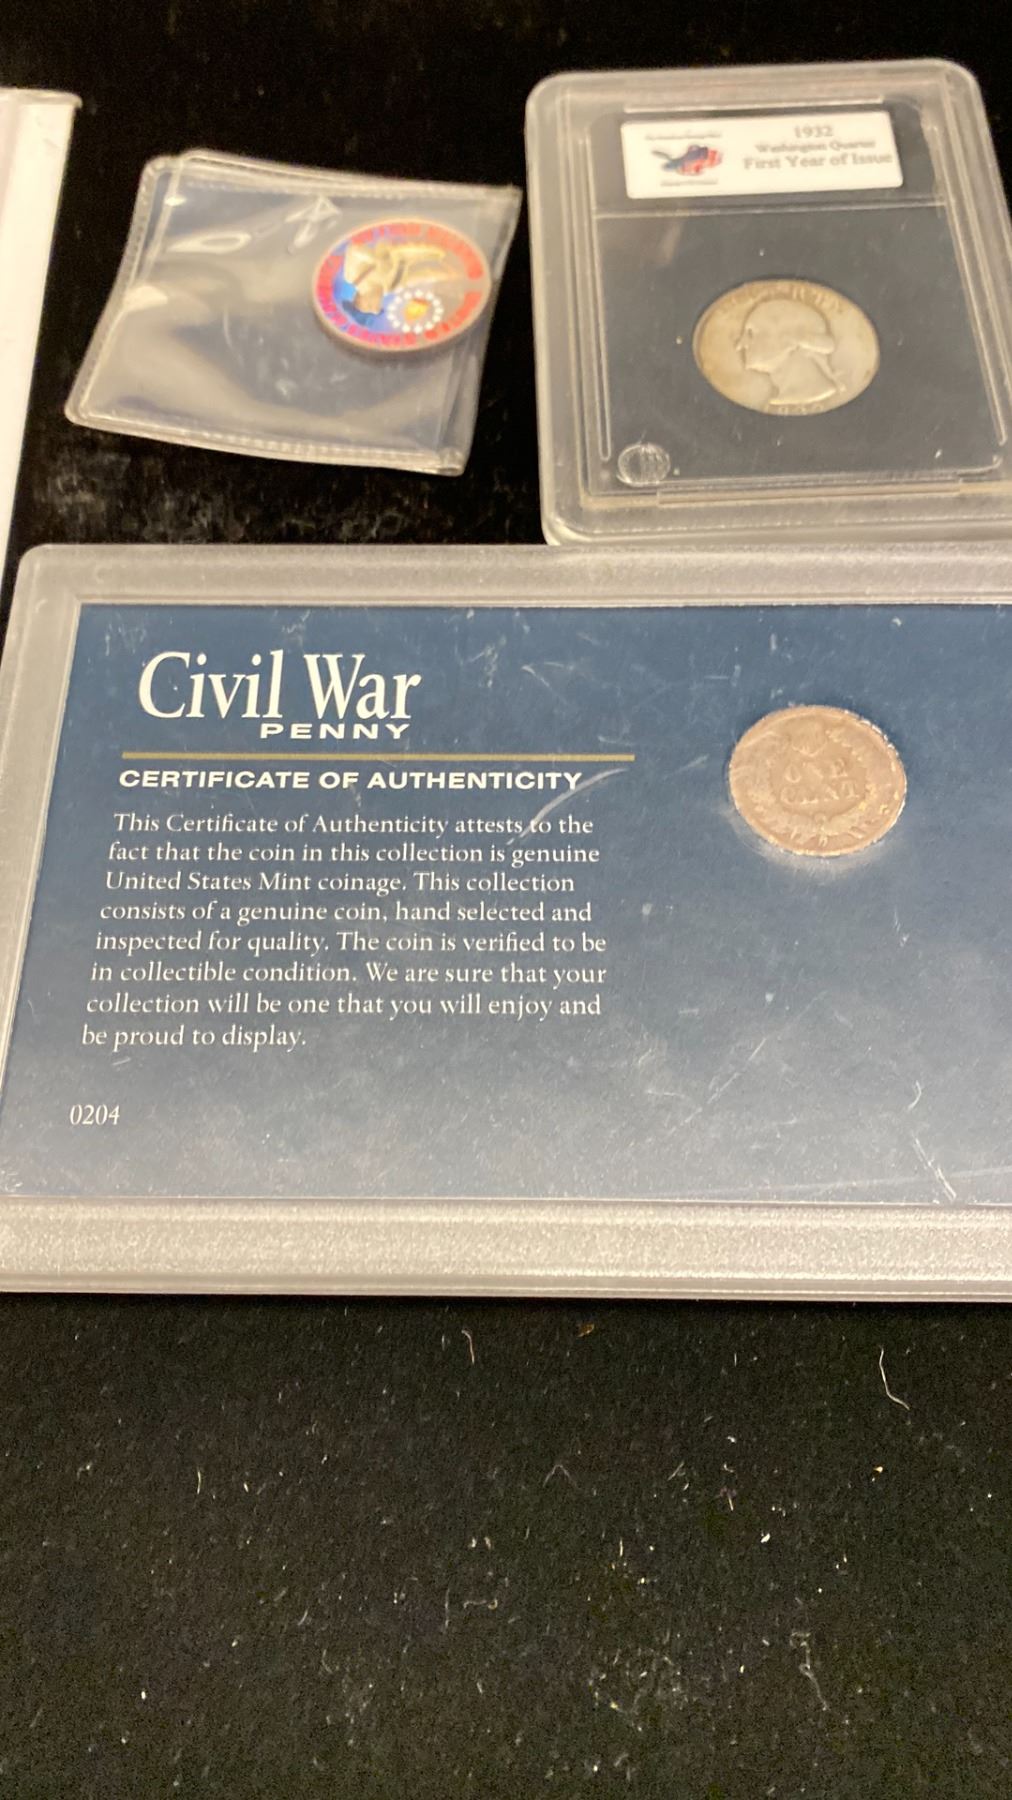 1932
Washington Quarter
First Year of Issue
Civil War
PENNY
CERTIFICATE OF AUTHENTICITY
This Certificate of Authenticity attests to the
fact that the coin in this collection is genuine
United States Mint coinage. This collection
consists of a genuine coin, hand selected and
inspected for quality. The coin is verified to be
in collectible condition. We are sure that your
collection will be one that you will enjoy and
be proud to display.
0204
ONE
CENT